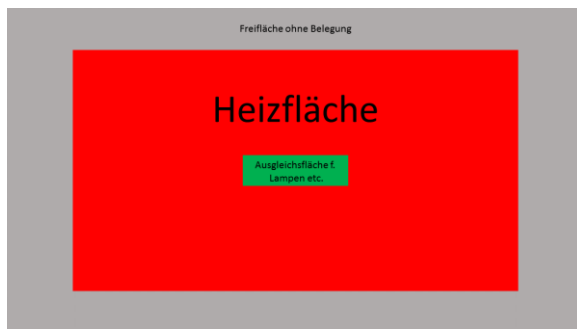 Freifläche ohne Belegung
Heizfläche
Ausgleichsfläche f.
Lampen etc.